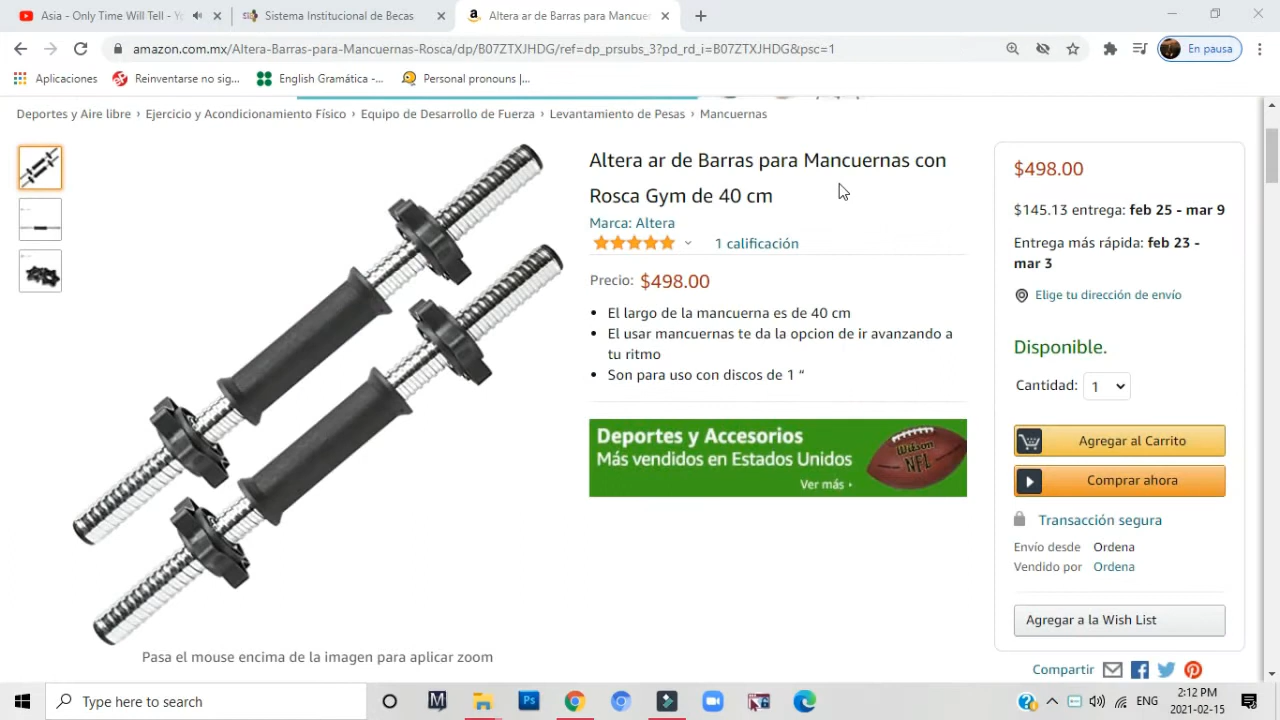 Asia - Only Time Will Tell - Yo
Sistema Institucional de Becas
Altera ar de Barras para Mancuer
amazon.com.mx/Altera-Barras-para-Mancuernas-Rosca/dp/B07ZTXJHDG/ref=dp_prsubs_3?pd_rd_i=B07ZTXJHDG&psc=1
En pausa
Aplicaciones
Reinventarse no sig...
English Gramática -...
Personal pronouns |...
Deportes y Aire libre › Ejercicio y Acondicionamiento Físico › Equipo de Desarrollo de Fuerza › Levantamiento de Pesas › Mancuernas
Altera ar de Barras para Mancuernas con
Rosca Gym de 40 cm
Marca: Altera
1 calificación
Precio: $498.00
• El largo de la mancuerna es de 40 cm
• El usar mancuernas te da la opcion de ir avanzando a
tu ritmo
• Son para uso con discos de 1 “
Deportes y Accesorios
Más vendidos en Estados Unidos
Ver más
Wilson
NFL
Pasa el mouse encima de la imagen para aplicar zoom
$498.00
$145.13 entrega: feb 25 - mar 9
Entrega más rápida: feb 23 -
mar 3
Elige tu dirección de envío
Disponible.
Cantidad: 1
Agregar al Carrito
Comprar ahora
Transacción segura
Envío desde Ordena
Vendido por Ordena
Agregar a la Wish List
Compartir
Type here to search
Ps
ENG
2:12 PM
2021-02-15